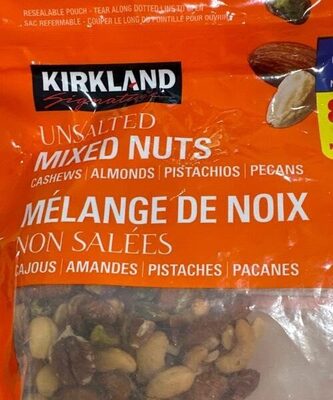 RESEALABLE POUCH - TEAR ALONG DOTTED LINE TO OPEN
SAC REFERMABLE - COUPER LE LONG DU POINTILLÉ POUR OUVRIR
KIRKLAND
Signature
UNSALTED
MIXED NUTS
CASHEWS | ALMONDS | PISTACHIOS | PECANS
MÉLANGE DE NOIX
NON SALÉES
CAJOUS | AMANDES | PISTACHES | PACANES